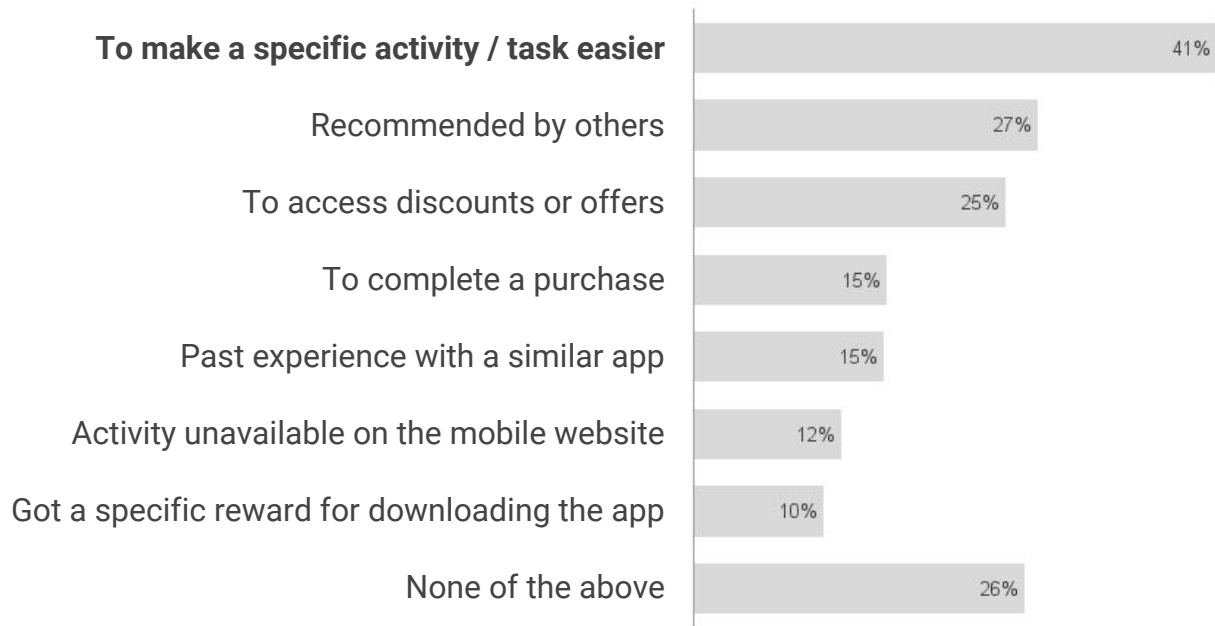 To make a specific activity / task easier 41%
Recommended by others 27%
To access discounts or offers 25%
To complete a purchase 15%
Past experience with a similar app 15%
Activity unavailable on the mobile website 12%
Got a specific reward for downloading the app 10%
None of the above 26%